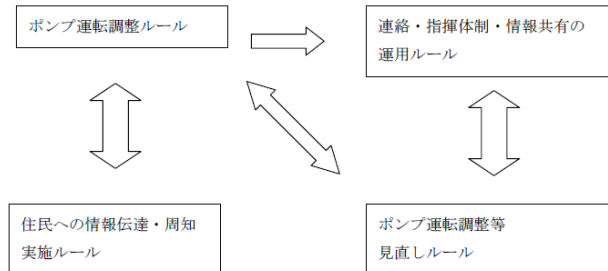 ポンプ運転調整ルール
連絡・指揮体制・情報共有の
運用ルール
住民への情報伝達・周知
実施ルール
ポンプ運転調整等
見直しルール